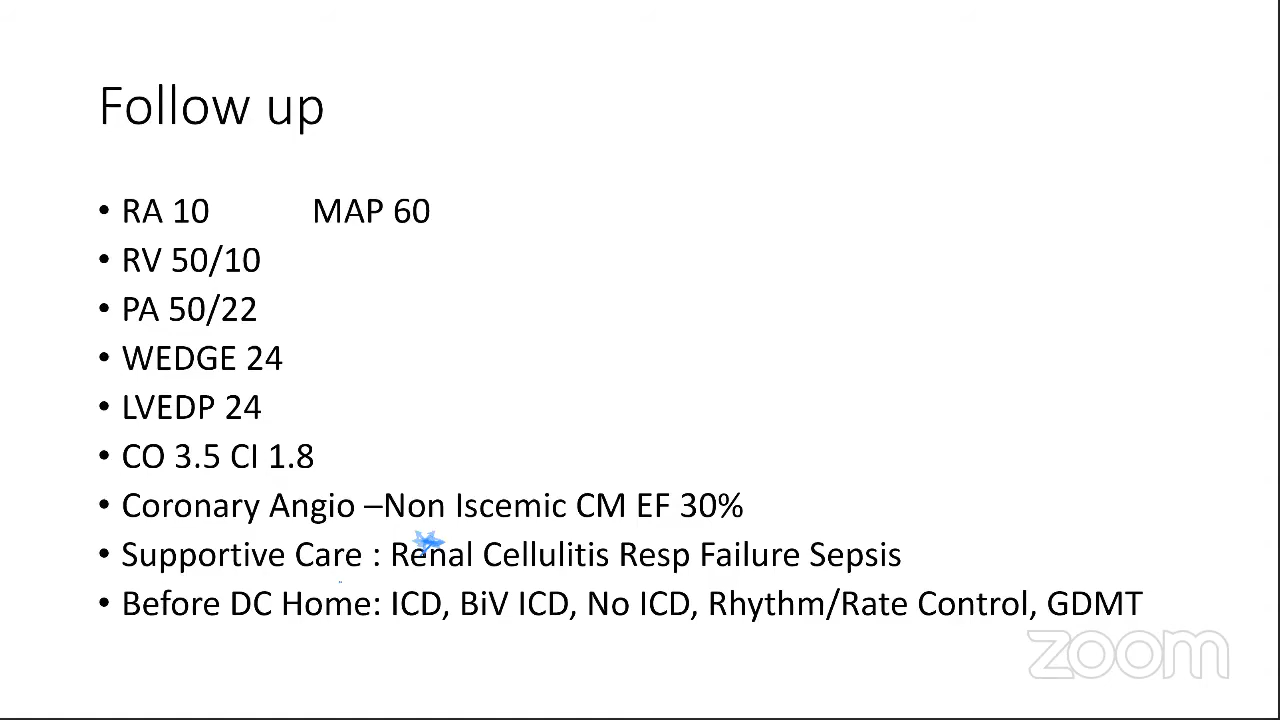 Follow up
• RA 10 MAP 60
• RV 50/10
• PA 50/22
• WEDGE 24
• LVEDP 24
• CO 3.5 CI 1.8
• Coronary Angio –Non Iscemic CM EF 30%
• Supportive Care : Renal Cellulitis Resp Failure Sepsis
• Before DC Home: ICD, BiV ICD, No ICD, Rhythm/Rate Control, GDMT
zoom